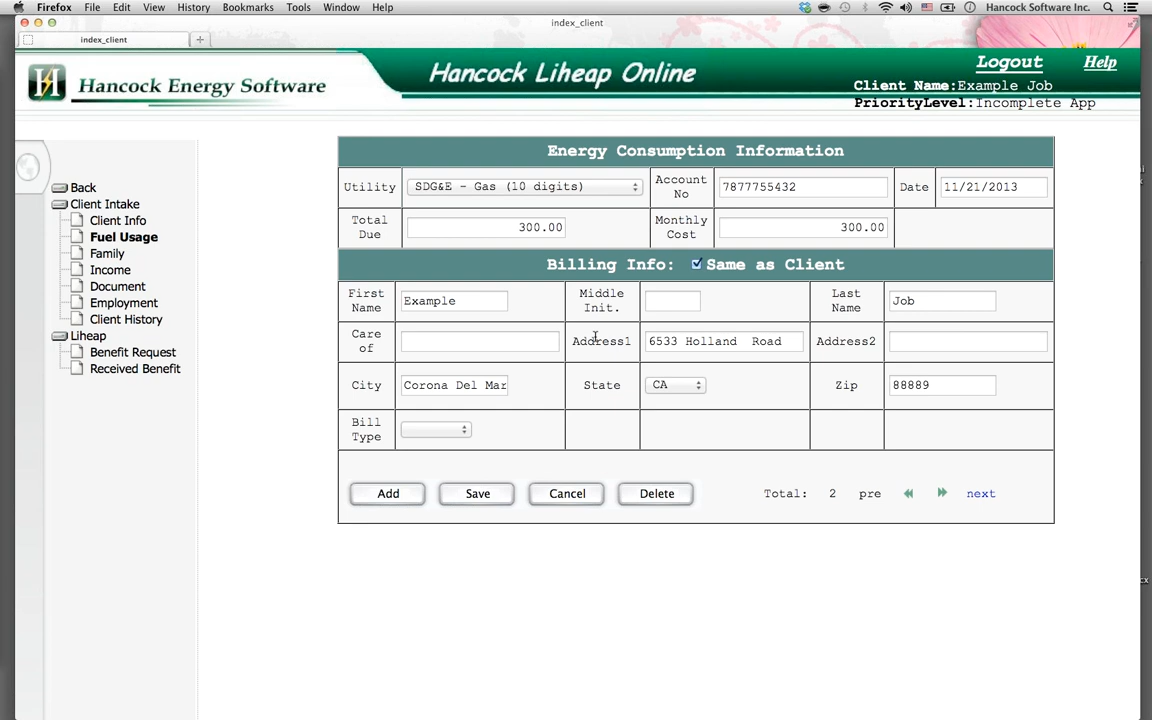 Firefox File Edit View History Bookmarks Tools Window Help Hancock Software Inc.
index_client
index_client
Hancock Energy Software
Hancock Liheap Online
Logout Help
Client Name:Example Job
PriorityLevel:Incomplete App
Back
Client Intake
Client Info
Fuel Usage
Family
Income
Document
Employment
Client History
Liheap
Benefit Request
Received Benefit
Energy Consumption Information
Utility SDG&E - Gas (10 digits) Account No 7877755432 Date 11/21/2013
Total Due 300.00 Monthly Cost 300.00
Billing Info: Same as Client
First Name Example Middle Init. Last Name Job
Care of Address1 6533 Holland  Road Address2
City Corona Del Mar State CA Zip 88889
Bill Type
Add Save Cancel Delete Total: 2 pre next